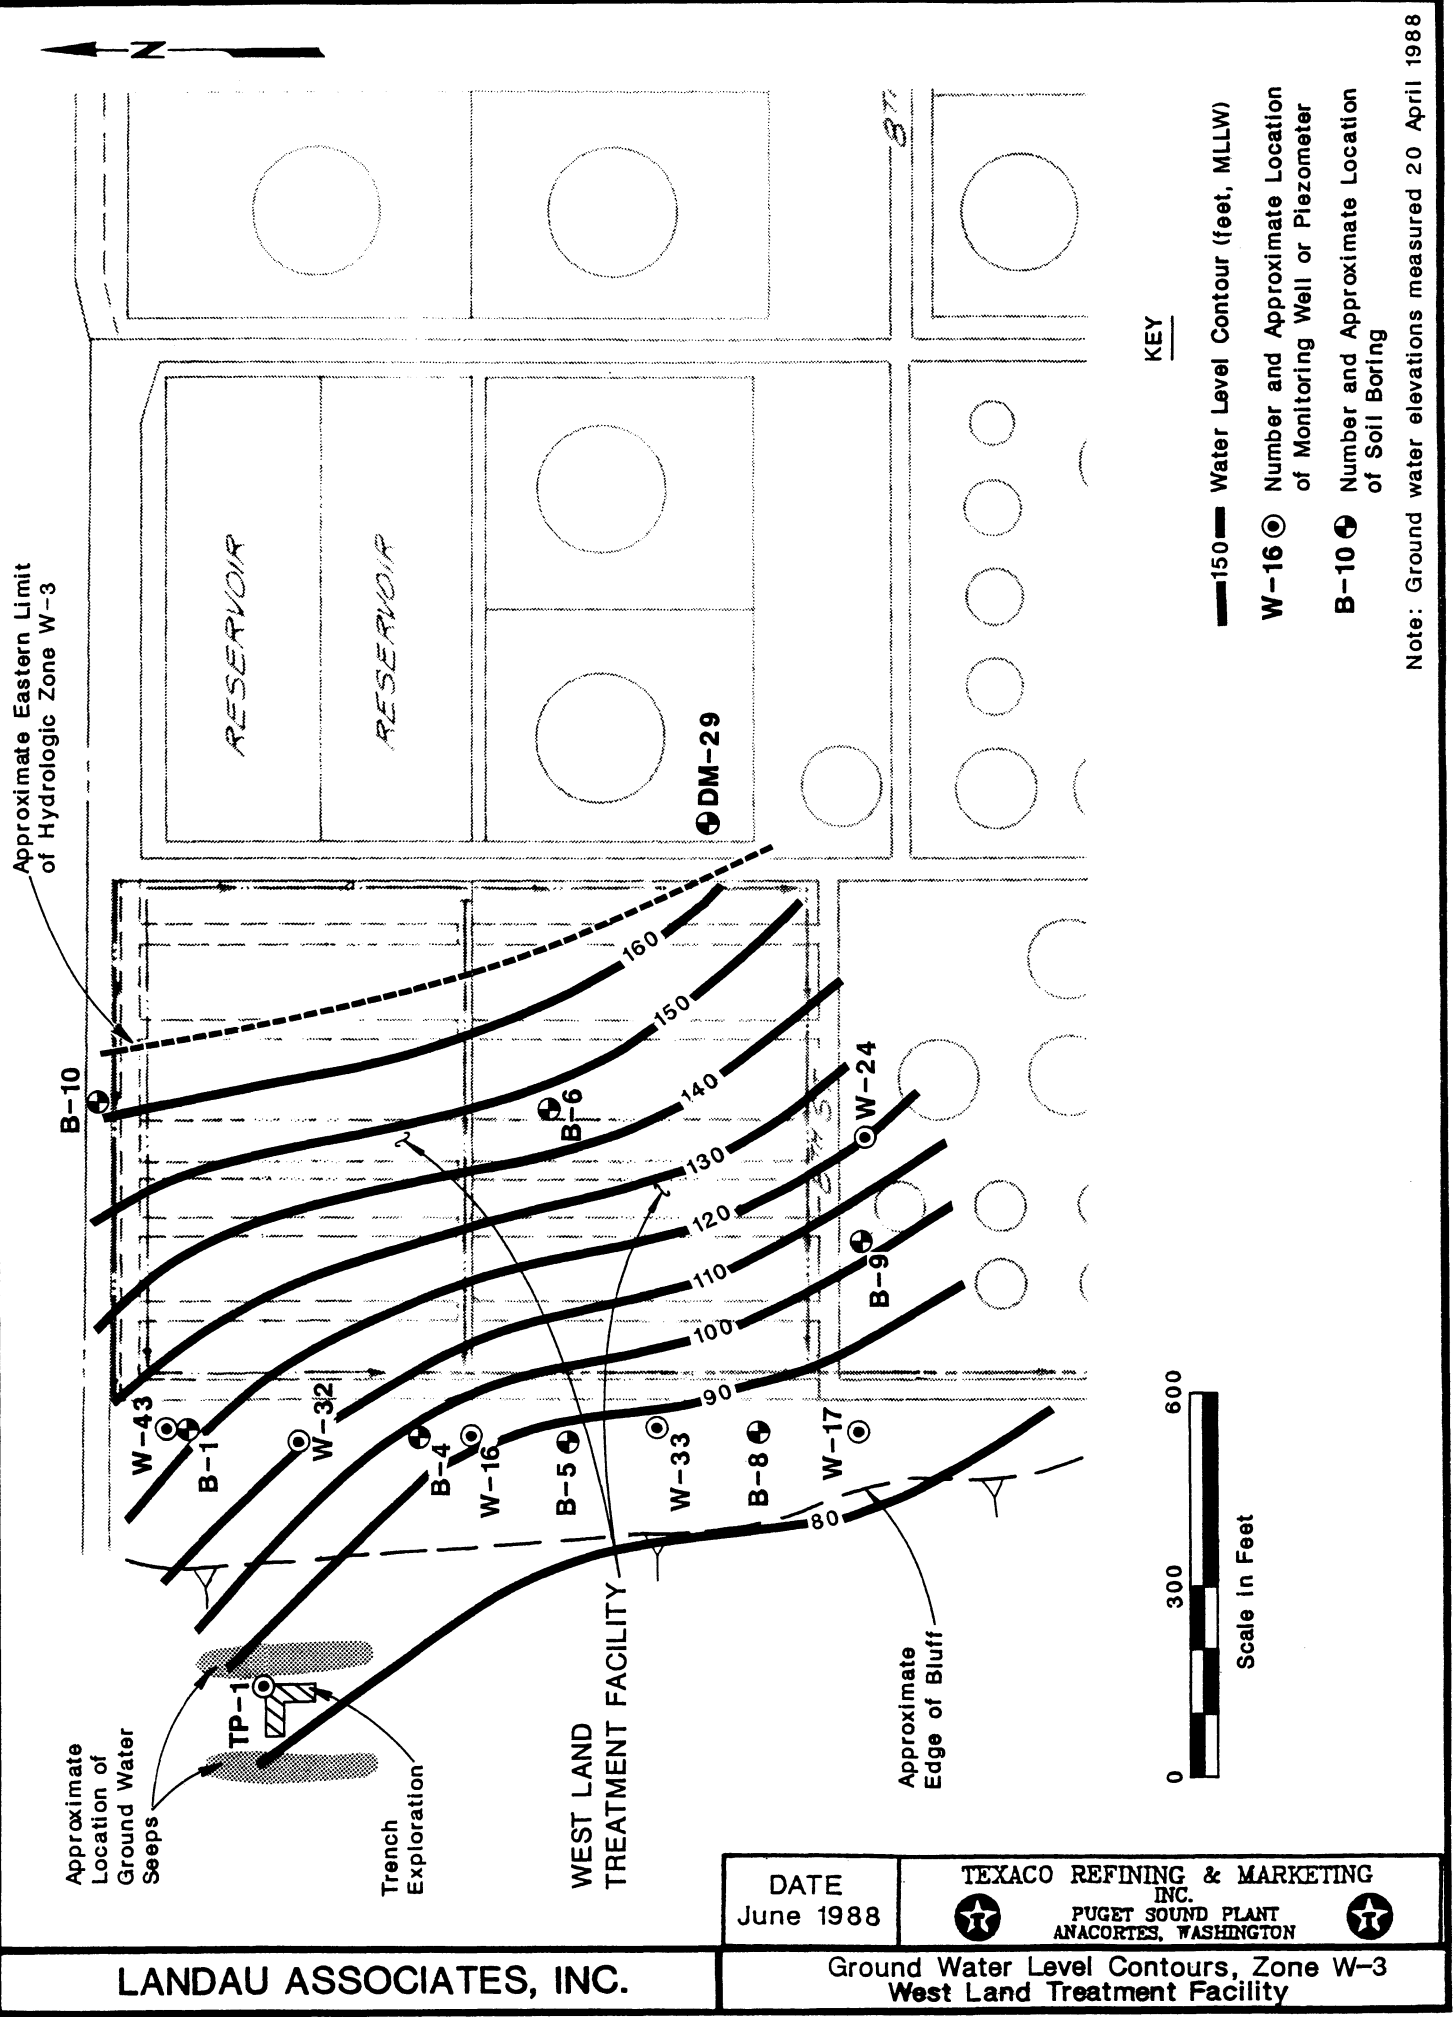 N
Approximate Eastern Limit
of Hydrologic Zone W-3
B-10
RESERVOIR
RESERVOIR
DM-29
8TH
160
150
140
130
120
110
100
90
80
B-6
W-24
B-9
W-43
B-1
W-32
B-4
W-16
B-5
W-33
B-8
W-17
TP-1
Approximate
Location of
Ground Water
Seeps
Trench
Exploration
WEST LAND
TREATMENT FACILITY
Approximate
Edge of Bluff
KEY
150 Water Level Contour (feet, MLLW)
W-16 Number and Approximate Location
of Monitoring Well or Piezometer
B-10 Number and Approximate Location
of Soil Boring
Note: Ground water elevations measured 20 April 1988
0 300 600
Scale in Feet
DATE
June 1988
TEXACO REFINING & MARKETING
INC.
PUGET SOUND PLANT
ANACORTES, WASHINGTON
T
T
LANDAU ASSOCIATES, INC.
Ground Water Level Contours, Zone W-3
West Land Treatment Facility